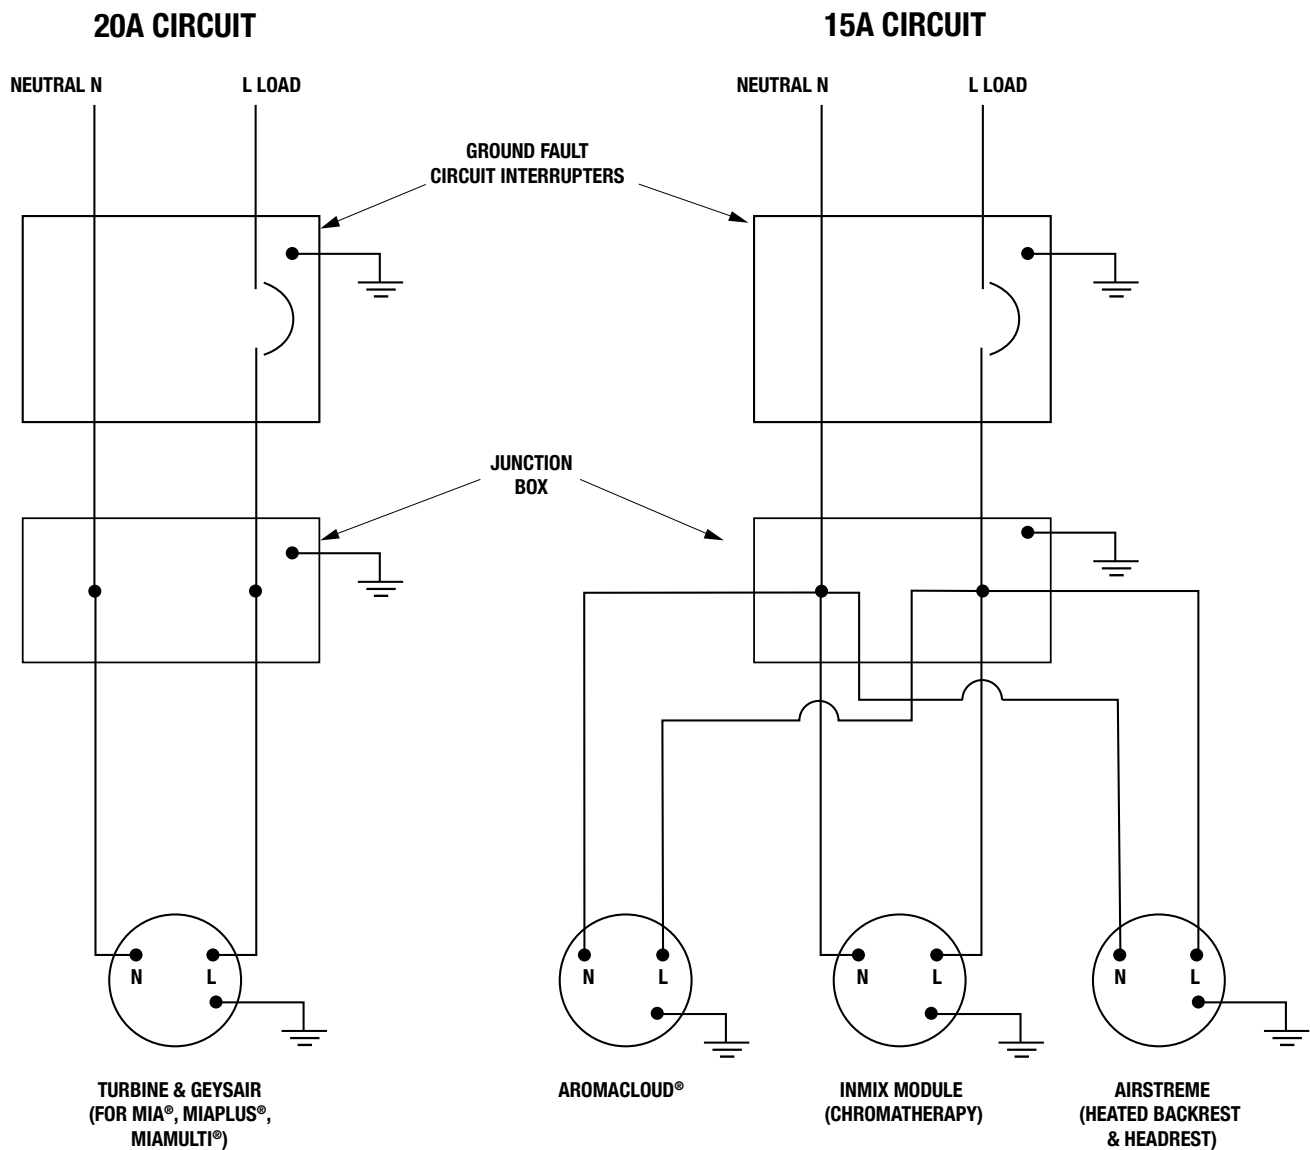 20A CIRCUIT
15A CIRCUIT
NEUTRAL N
L LOAD
NEUTRAL N
L LOAD
GROUND FAULT
CIRCUIT INTERRUPTERS
JUNCTION
BOX
N
L
N
L
N
L
N
L
TURBINE & GEYSAIR
(FOR MIA®, MIAPLUS®,
MIAMULTI®)
AROMACLOUD®
INMIX MODULE
(CHROMATHERAPY)
AIRSTREME
(HEATED BACKREST
& HEADREST)